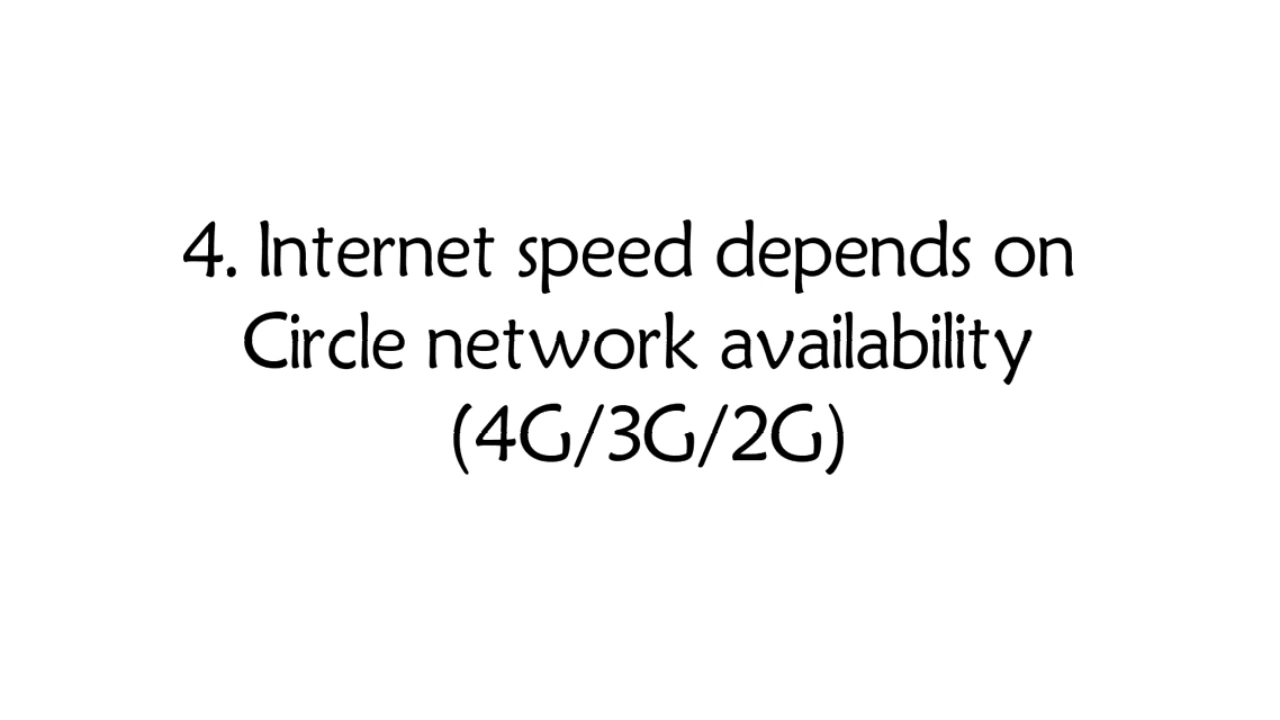 4. Internet speed depends on
Circle network availability
(4G/3G/2G)